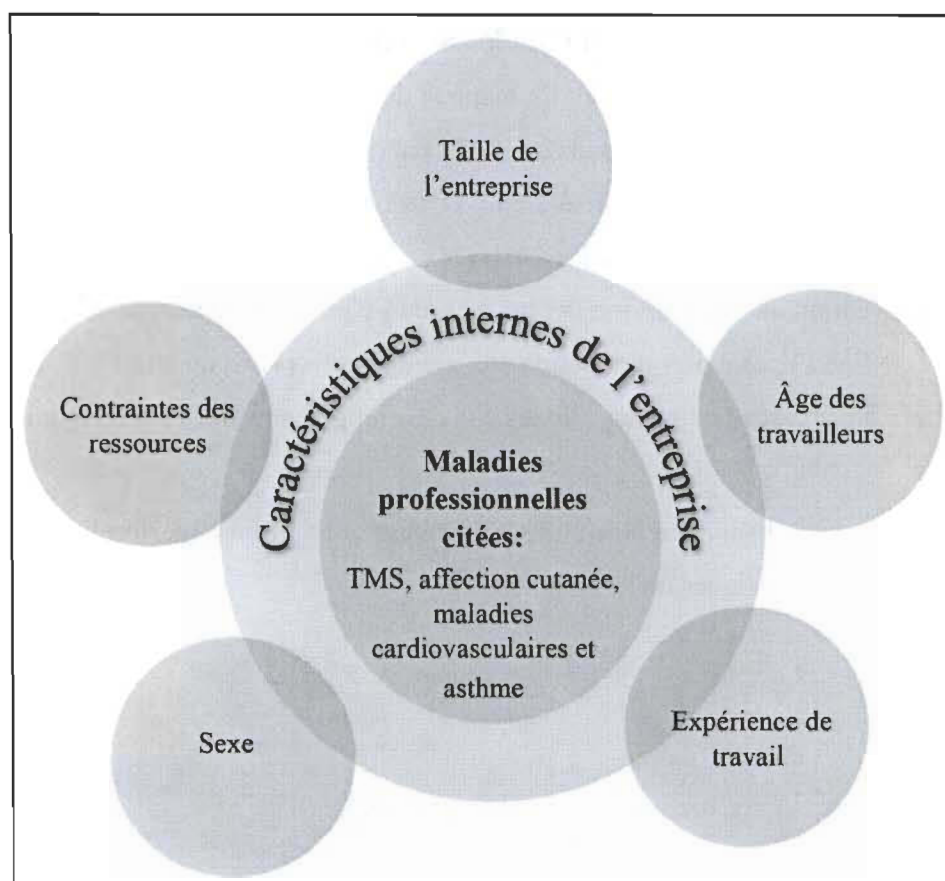 Taille de
l'entreprise
Caractéristiques internes de l'entreprise
Contraintes des
ressources
Âge des
travailleurs
Maladies
professionnelles
citées:
TMS, affection cutanée,
maladies
cardiovasculaires et
asthme
Sexe
Expérience de
travail